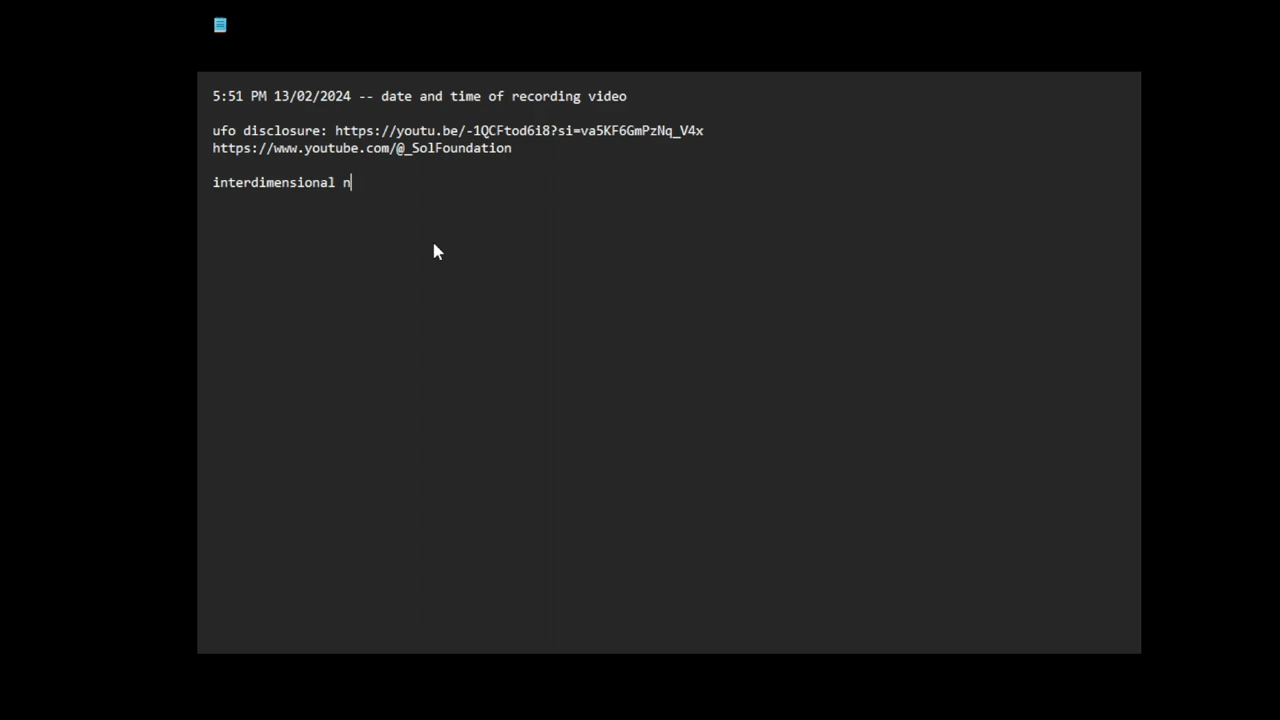 5:51 PM 13/02/2024 -- date and time of recording video
ufo disclosure: https://youtu.be/-1QCFtod6i8?si=va5KF6GmPzNq_V4x
https://www.youtube.com/@_SolFoundation
interdimensional n